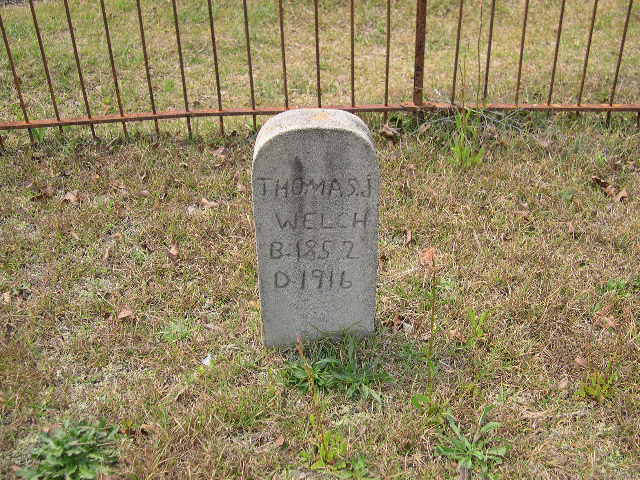 THOMAS.J
WELCH
B.1852
D 1916